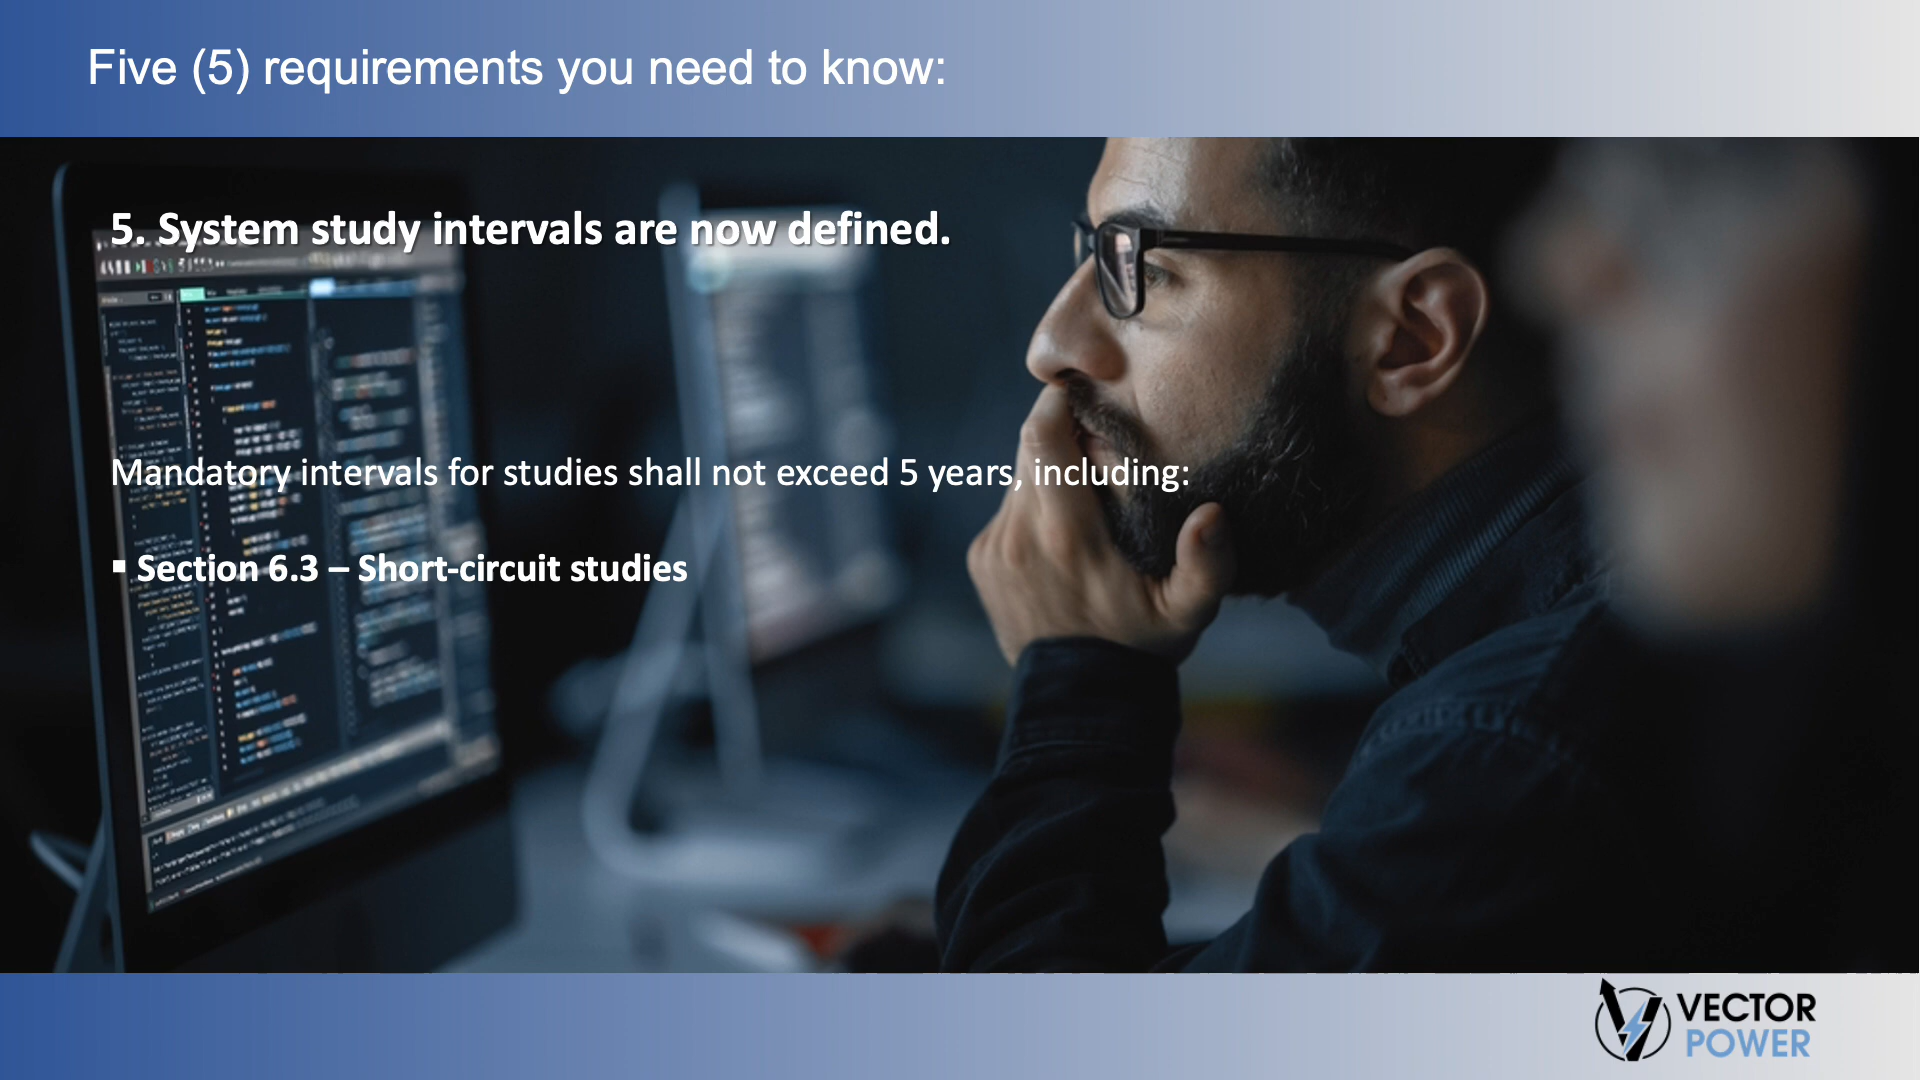 Five (5) requirements you need to know:
5. System study intervals are now defined.
Mandatory intervals for studies shall not exceed 5 years, including:
▪ Section 6.3 – Short-circuit studies
VECTOR
POWER